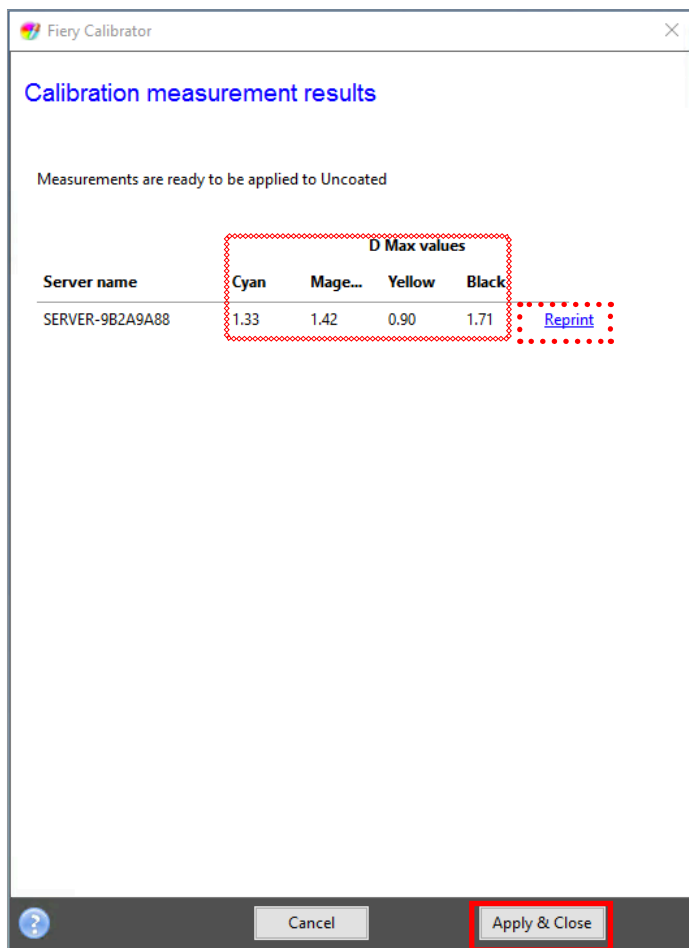 Fiery Calibrator
Calibration measurement results
Measurements are ready to be applied to Uncoated
D Max values
Server name Cyan Mage... Yellow Black
SERVER-9B2A9A88 1.33 1.42 0.90 1.71 Reprint
? Cancel Apply & Close